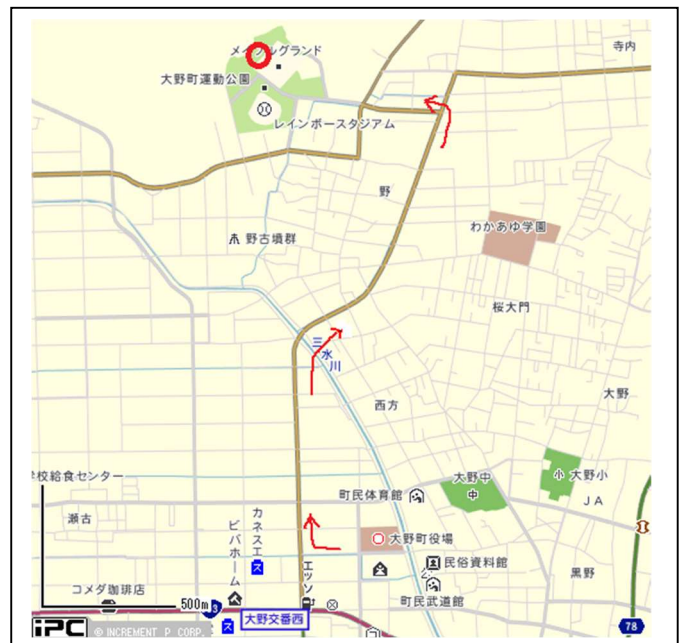 メイプルグランド
寺内
大野町運動公園
レインボースタジアム
野
わかあゆ学園
野古墳群
桜大門
三水川
大野
西方
学校給食センター
大野中
中
小 大野小
町民体育館
JA
瀬古
カネスエ
ビバホーム
大野町役場
エッソ
民俗資料館
黒野
コメダ珈琲店
町民武道館
500m
3
大野交番西
78
iPC © INCREMENT P CORP.